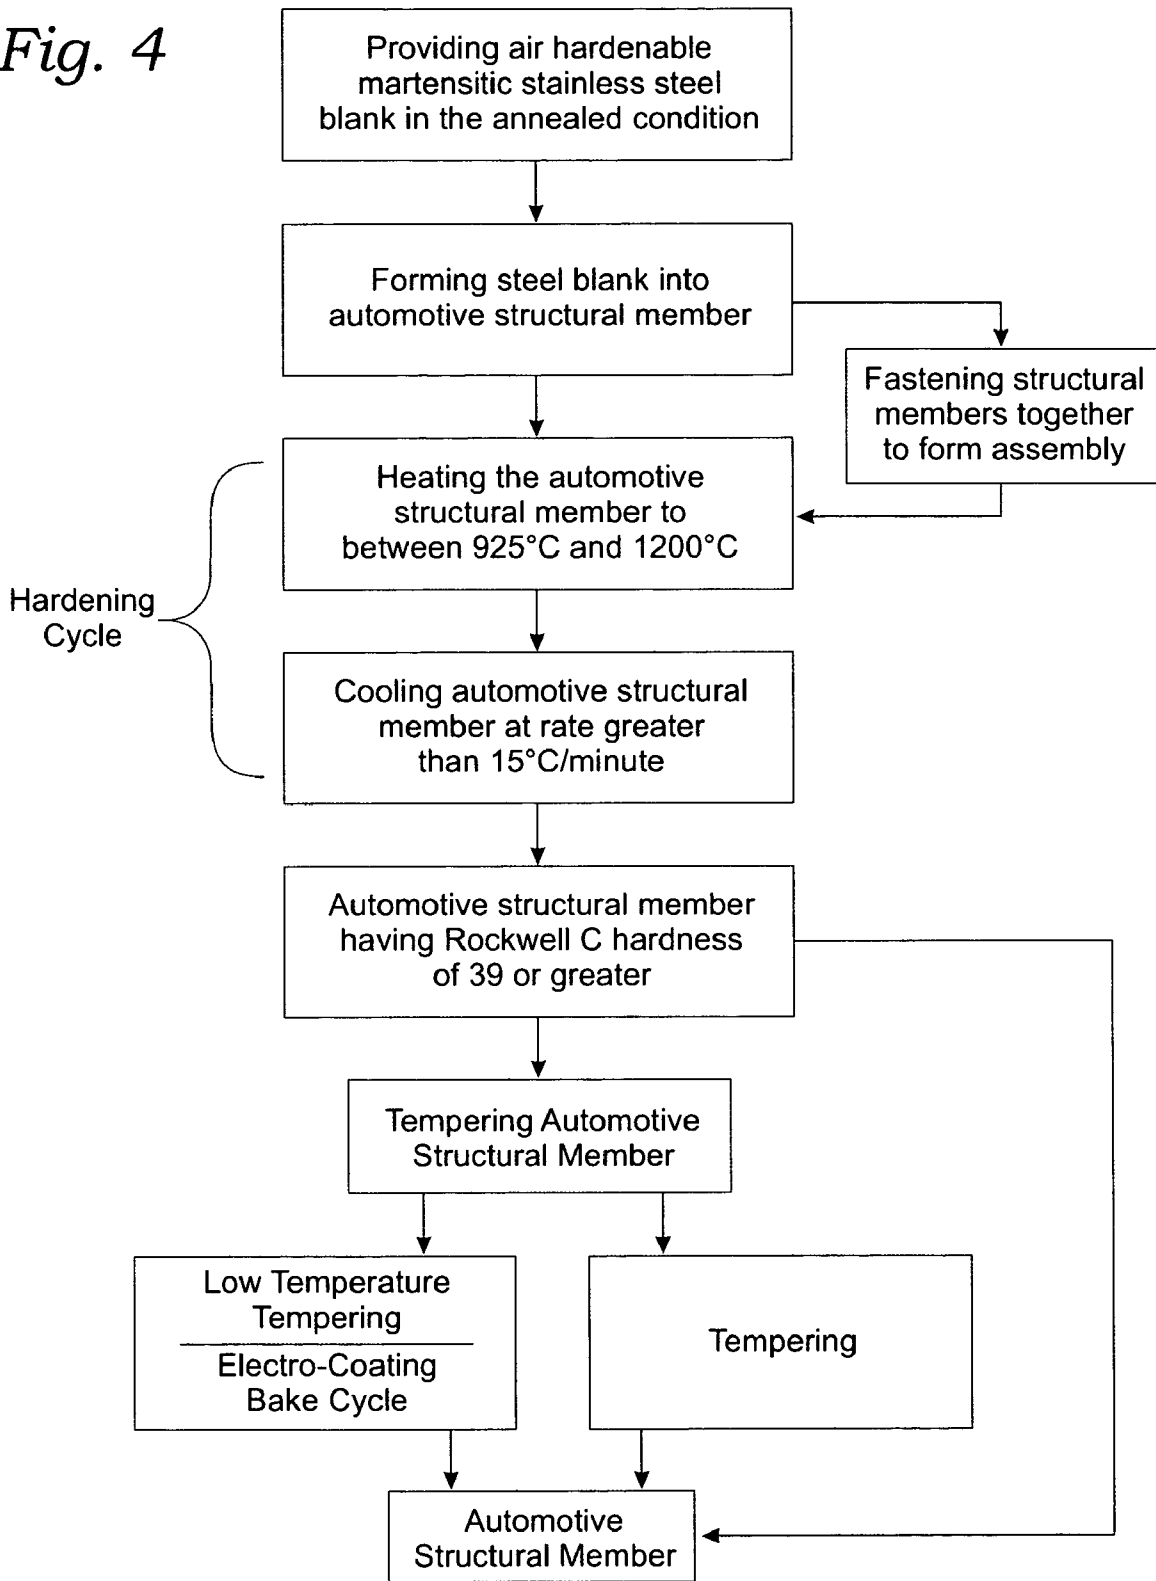 Fig. 4
Providing air hardenable
martensitic stainless steel
blank in the annealed condition
Forming steel blank into
automotive structural member
Fastening structural
members together
to form assembly
Heating the automotive
structural member to
between 925°C and 1200°C
Hardening
Cycle
Cooling automotive structural
member at rate greater
than 15°C/minute
Automotive structural member
having Rockwell C hardness
of 39 or greater
Tempering Automotive
Structural Member
Low Temperature
Tempering
Electro-Coating
Bake Cycle
Tempering
Automotive
Structural Member